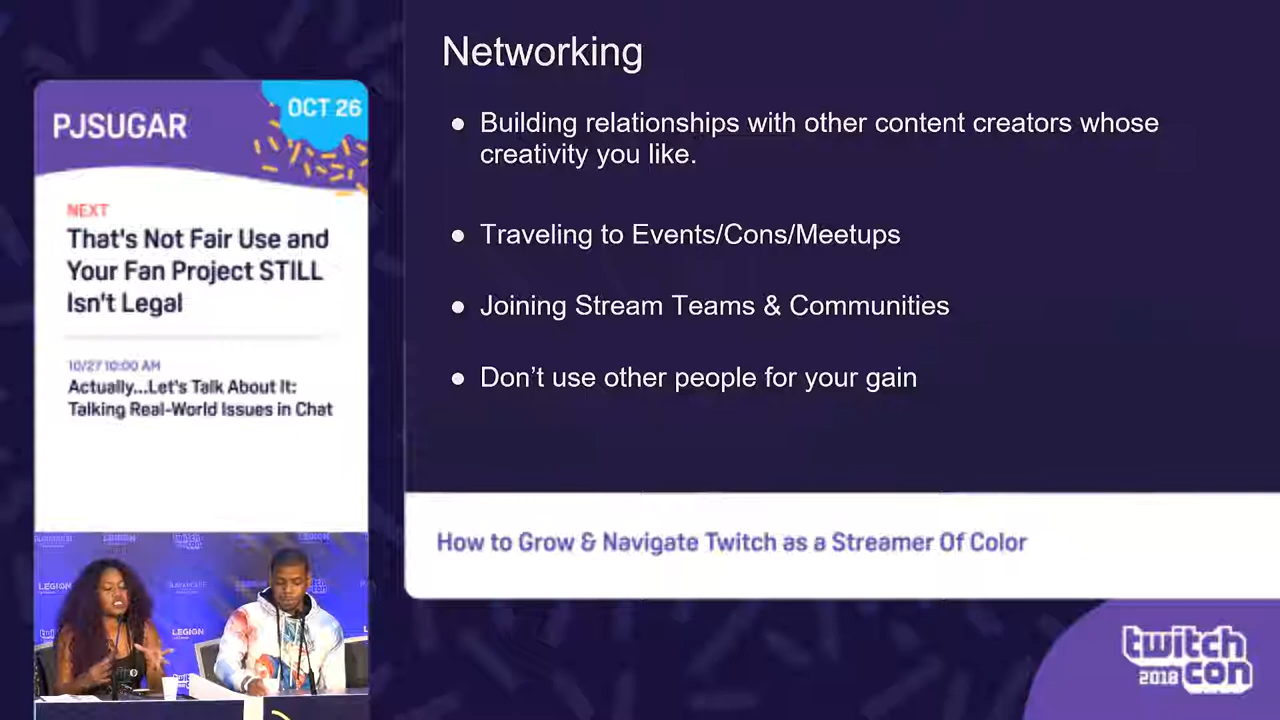 PJSUGAR
OCT 26
NEXT
That's Not Fair Use and
Your Fan Project STILL
Isn't Legal
10/27 10:00 AM
Actually...Let's Talk About It:
Talking Real-World Issues in Chat
LEGION
LEGION
LEGION
Networking
● Building relationships with other content creators whose
creativity you like.
● Traveling to Events/Cons/Meetups
● Joining Stream Teams & Communities
● Don’t use other people for your gain
How to Grow & Navigate Twitch as a Streamer Of Color
twitch
2018 con